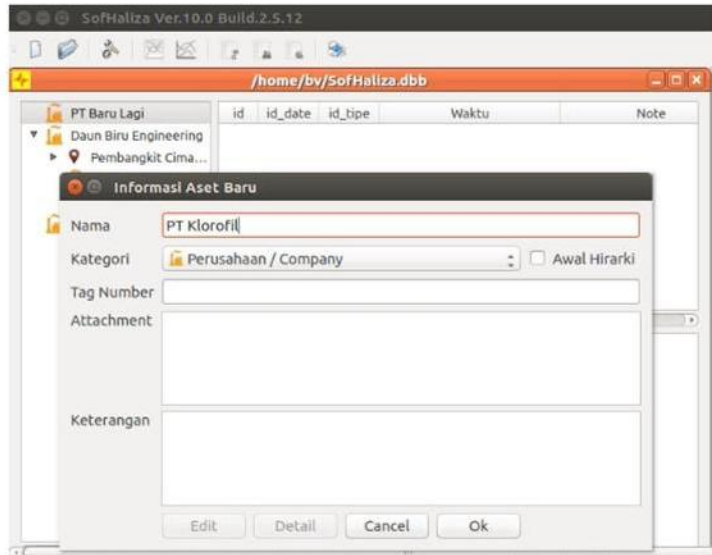 SofHaliza Ver.10.0 Build.2.5.12
/home/bv/SofHaliza.dbb
PT Baru Lagi
id id_date id_tipe Waktu Note
Daun Biru Engineering
Pembangkit Cima...
Informasi Aset Baru
Nama PT Klorofil
Kategori Perusahaan / Company Awal Hirarki
Tag Number
Attachment
Keterangan
Edit Detail Cancel Ok